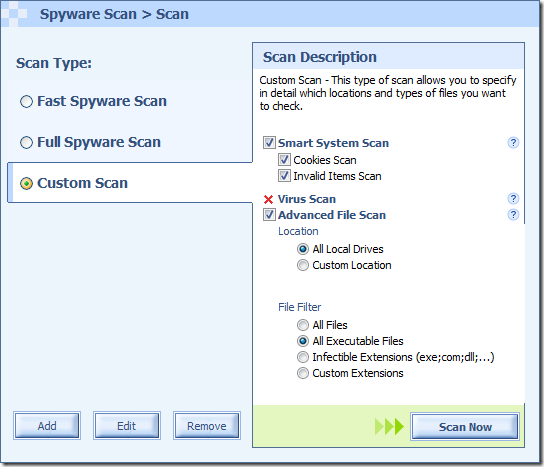 Spyware Scan > Scan
Scan Type:
Fast Spyware Scan
Full Spyware Scan
Custom Scan
Add
Edit
Remove
Scan Description
Custom Scan - This type of scan allows you to specify
in detail which locations and types of files you want
to check.
Smart System Scan
?
Cookies Scan
Invalid Items Scan
Virus Scan
?
Advanced File Scan
?
Location
All Local Drives
Custom Location
File Filter
All Files
All Executable Files
Infectible Extensions (exe;com;dll;...)
Custom Extensions
Scan Now